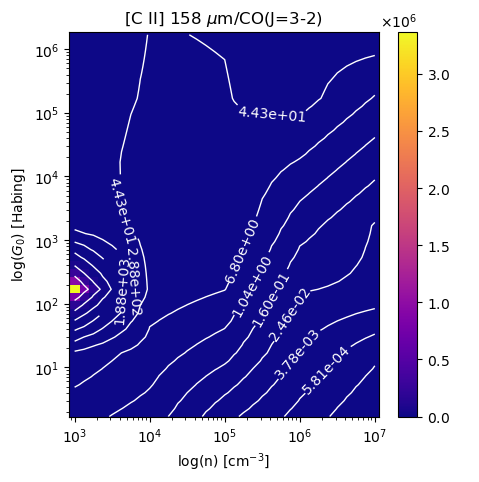 [C II] 158 μm/CO(J=3-2)
×10⁶
log(G₀) [Habing]
10⁶
10⁵
10⁴
10³
10²
10¹
4.43e+01
4.43e+01
2.88e+02
1.88e+03
6.80e+00
1.04e+00
1.60e-01
2.46e-02
3.78e-03
5.81e-04
3.0
2.5
2.0
1.5
1.0
0.5
0.0
10³ 10⁴ 10⁵ 10⁶ 10⁷
log(n) [cm⁻³]